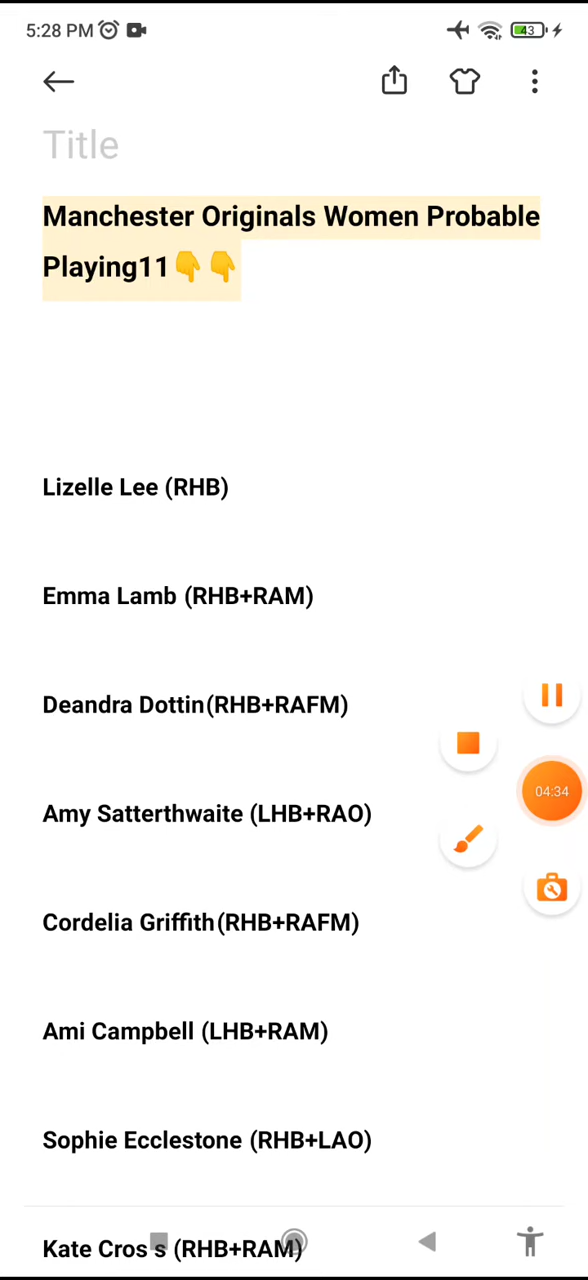 5:28 PM
43
Title
Manchester Originals Women Probable
Playing11👇👇
Lizelle Lee (RHB)
Emma Lamb (RHB+RAM)
Deandra Dottin(RHB+RAFM)
04:34
Amy Satterthwaite (LHB+RAO)
Cordelia Griffith(RHB+RAFM)
Ami Campbell (LHB+RAM)
Sophie Ecclestone (RHB+LAO)
Kate Cros s (RHB+RAM)